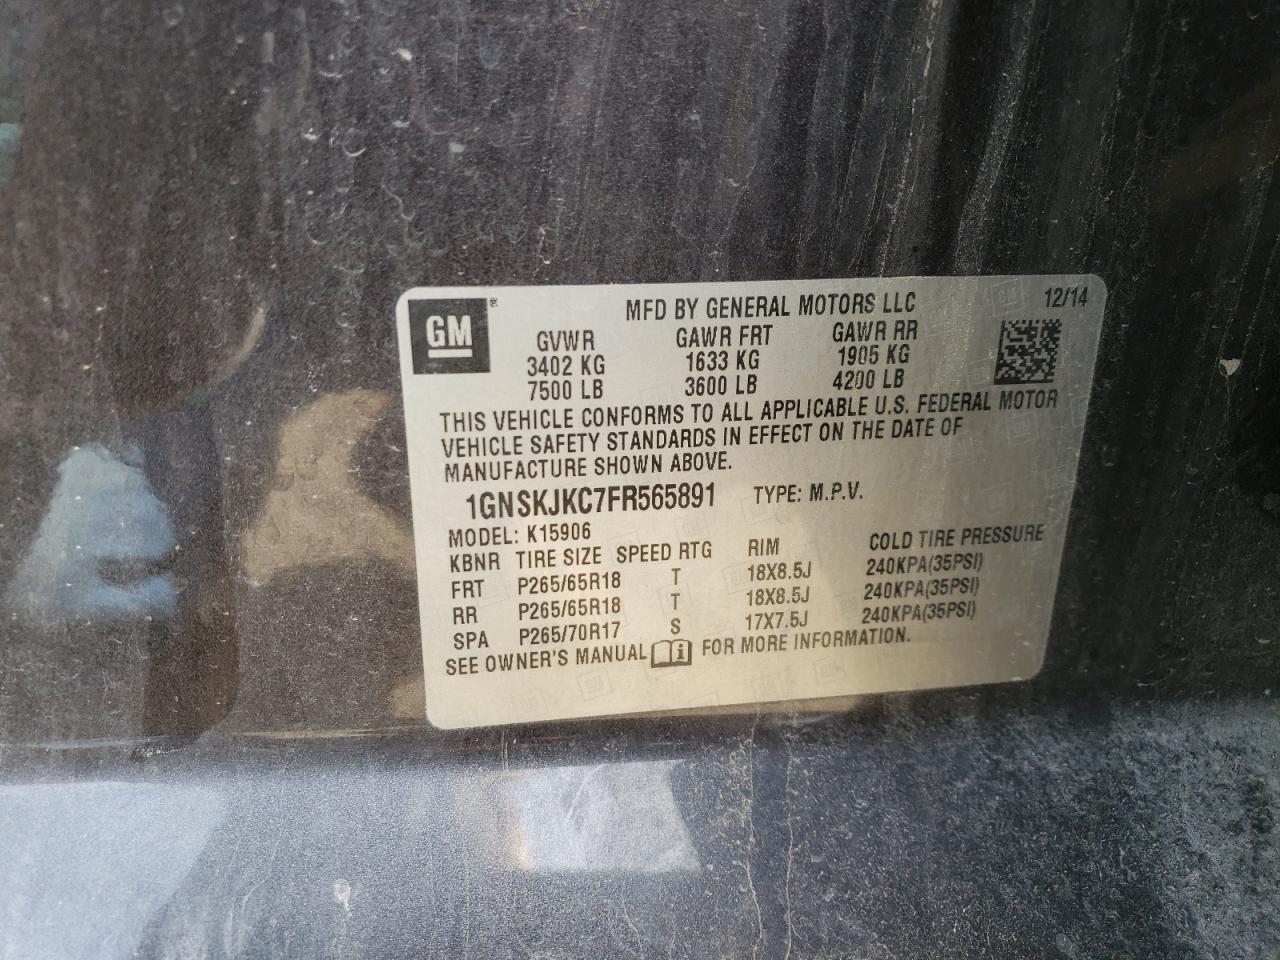 GM ®
MFD BY GENERAL MOTORS LLC 12/14
GVWR GAWR FRT GAWR RR
3402 KG 1633 KG 1905 KG
7500 LB 3600 LB 4200 LB
THIS VEHICLE CONFORMS TO ALL APPLICABLE U.S. FEDERAL MOTOR
VEHICLE SAFETY STANDARDS IN EFFECT ON THE DATE OF
MANUFACTURE SHOWN ABOVE.
1GNSKJKC7FR565891 TYPE: M.P.V.
MODEL: K15906
KBNR TIRE SIZE SPEED RTG RIM COLD TIRE PRESSURE
FRT P265/65R18 T 18X8.5J 240KPA(35PSI)
RR P265/65R18 T 18X8.5J 240KPA(35PSI)
SPA P265/70R17 S 17X7.5J 240KPA(35PSI)
SEE OWNER'S MANUAL i FOR MORE INFORMATION.